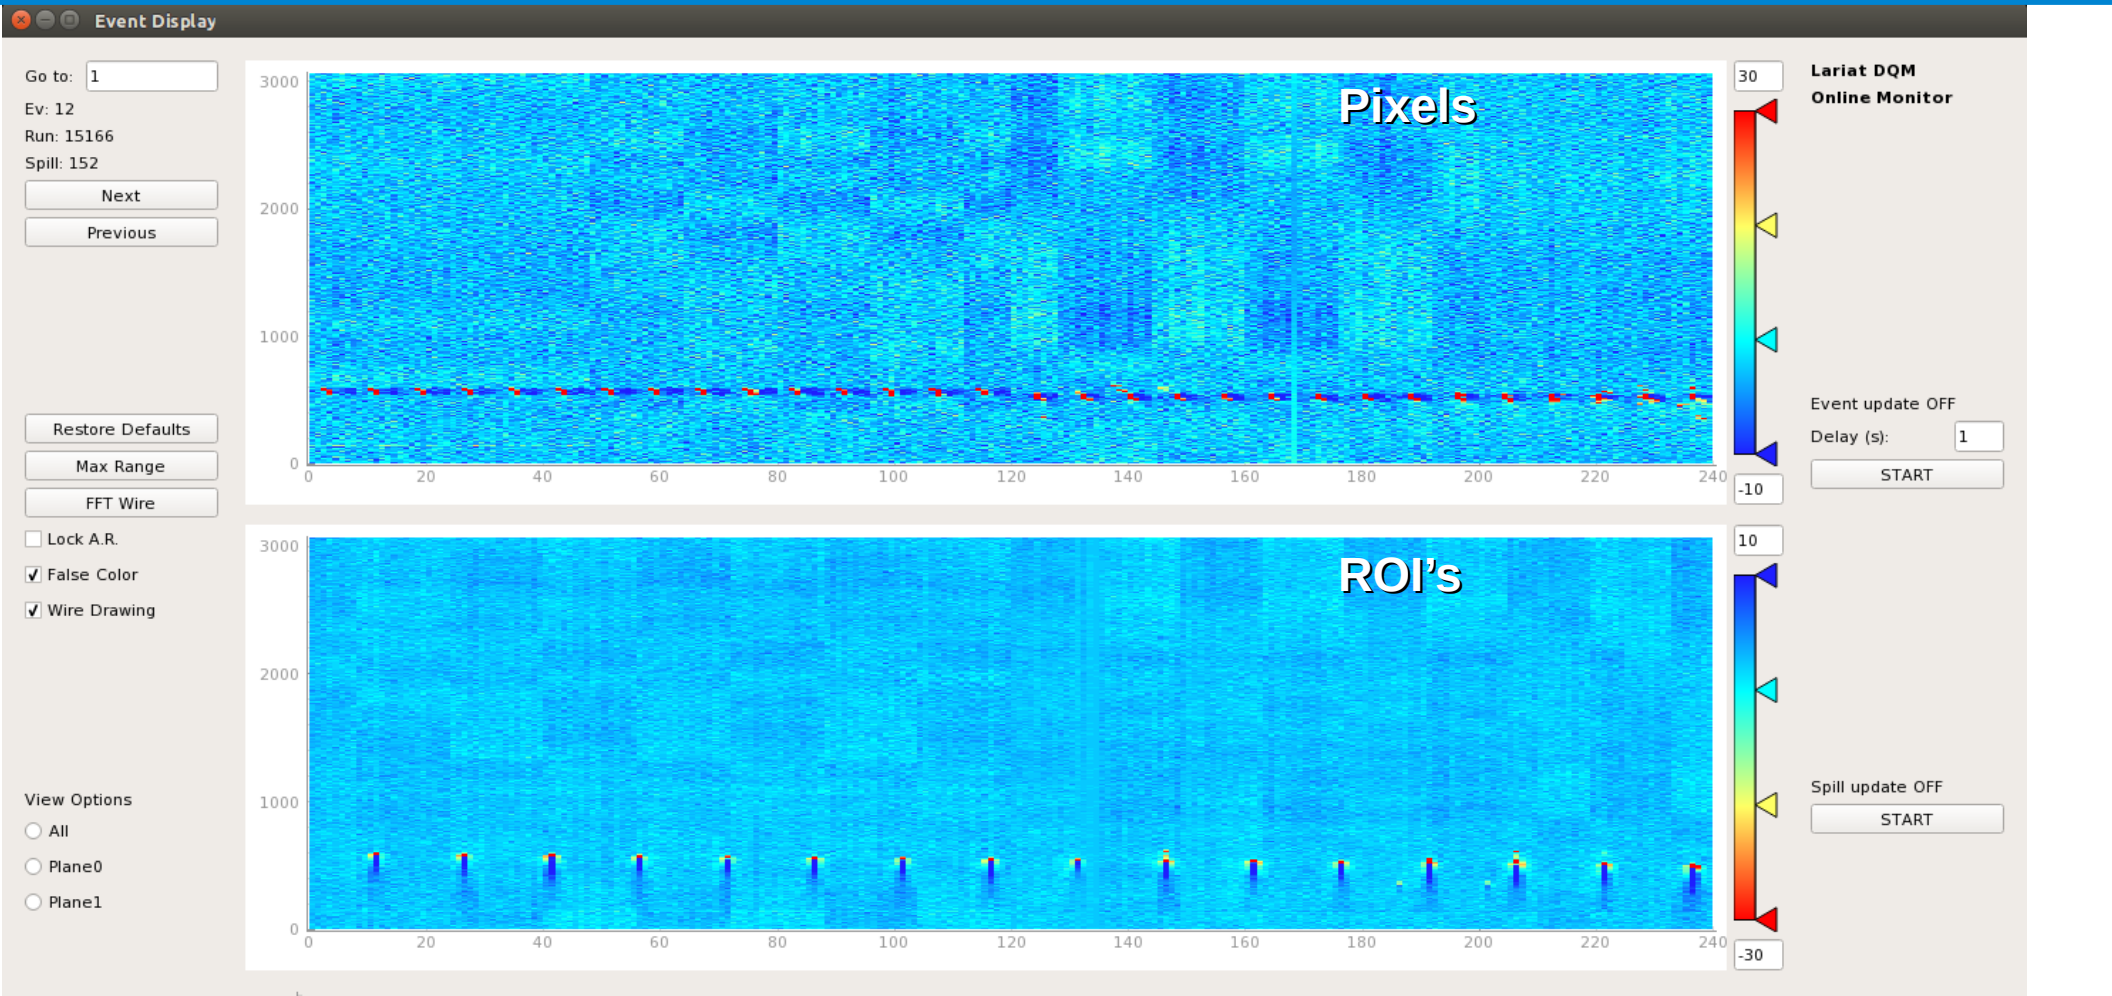 Event Display
Go to: 1
Ev: 12
Run: 15166
Spill: 152
Next
Previous
Restore Defaults
Max Range
FFT Wire
Lock A.R.
False Color
Wire Drawing
View Options
All
Plane0
Plane1
Pixels
3000
2000
1000
0
0 20 40 60 80 100 120 140 160 180 200 220 240
30
-10
ROI's
3000
2000
1000
0
0 20 40 60 80 100 120 140 160 180 200 220 240
10
-30
Lariat DQM
Online Monitor
Event update OFF
Delay (s): 1
START
Spill update OFF
START